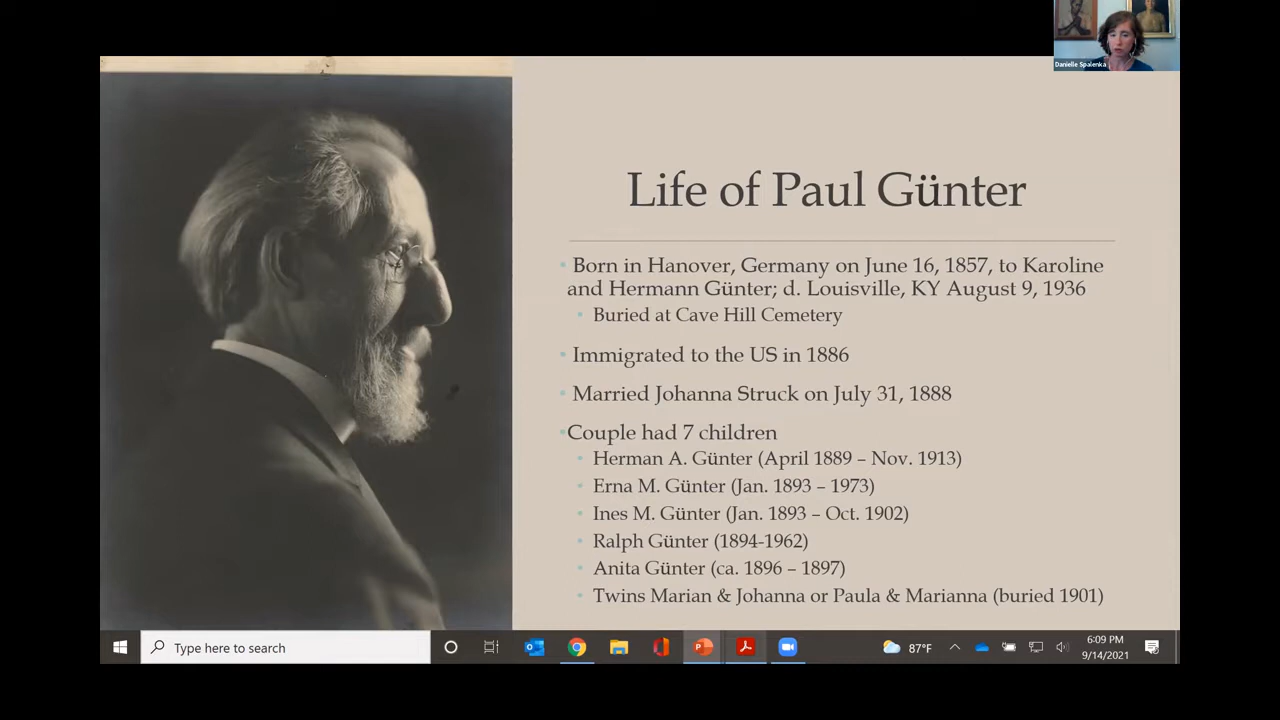 Danielle Spalenka
Life of Paul Günter
Born in Hanover, Germany on June 16, 1857, to Karoline
and Hermann Günter; d. Louisville, KY August 9, 1936
Buried at Cave Hill Cemetery
Immigrated to the US in 1886
Married Johanna Struck on July 31, 1888
Couple had 7 children
Herman A. Günter (April 1889 – Nov. 1913)
Erna M. Günter (Jan. 1893 – 1973)
Ines M. Günter (Jan. 1893 – Oct. 1902)
Ralph Günter (1894-1962)
Anita Günter (ca. 1896 – 1897)
Twins Marian & Johanna or Paula & Marianna (buried 1901)
Type here to search
87°F
6:09 PM
9/14/2021